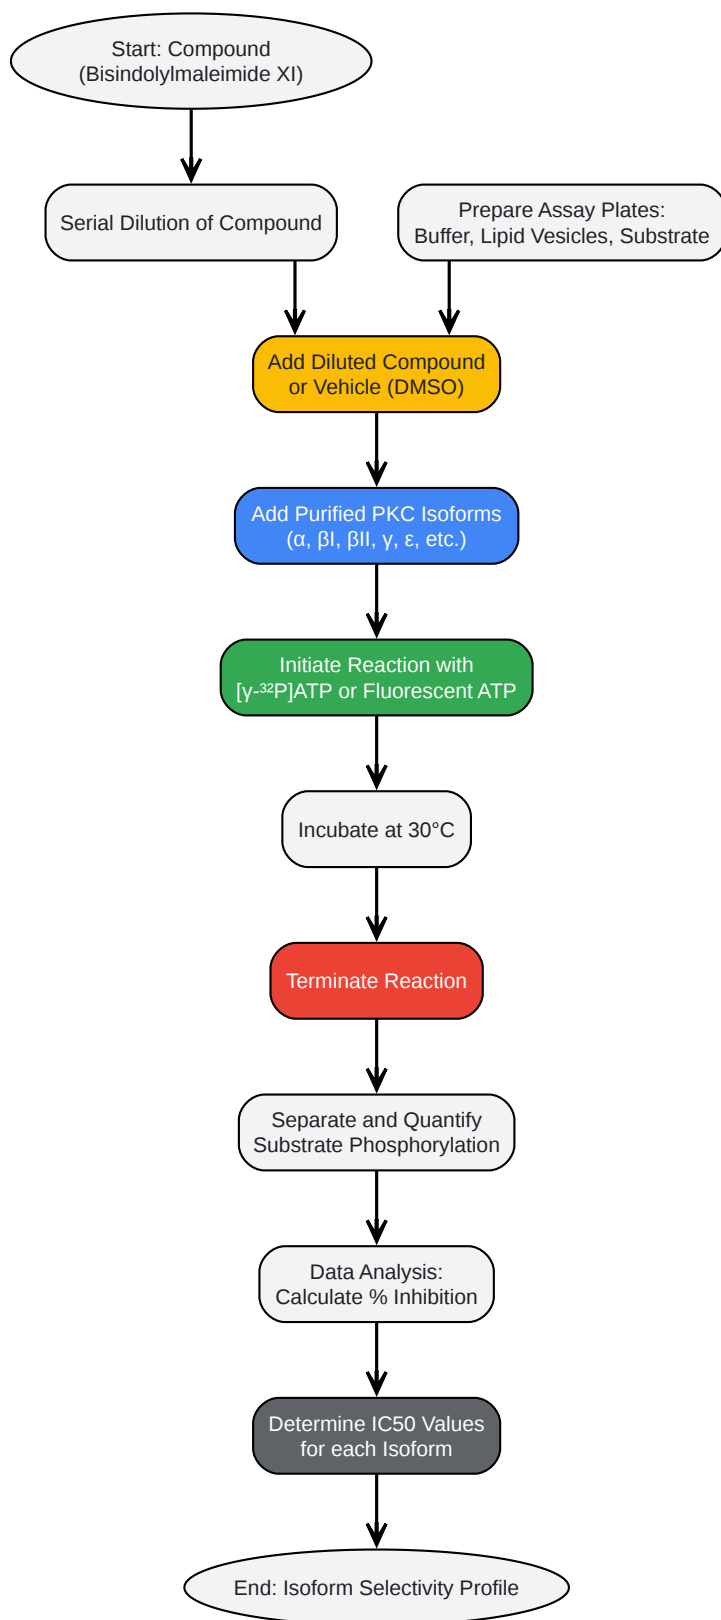 Start: Compound
(Bisindolylmaleimide XI)
Serial Dilution of Compound
Prepare Assay Plates:
Buffer, Lipid Vesicles, Substrate
Add Diluted Compound
or Vehicle (DMSO)
Add Purified PKC Isoforms
(α, βI, βII, γ, ε, etc.)
Initiate Reaction with
[γ-³²P]ATP or Fluorescent ATP
Incubate at 30°C
Terminate Reaction
Separate and Quantify
Substrate Phosphorylation
Data Analysis:
Calculate % Inhibition
Determine IC50 Values
for each Isoform
End: Isoform Selectivity Profile